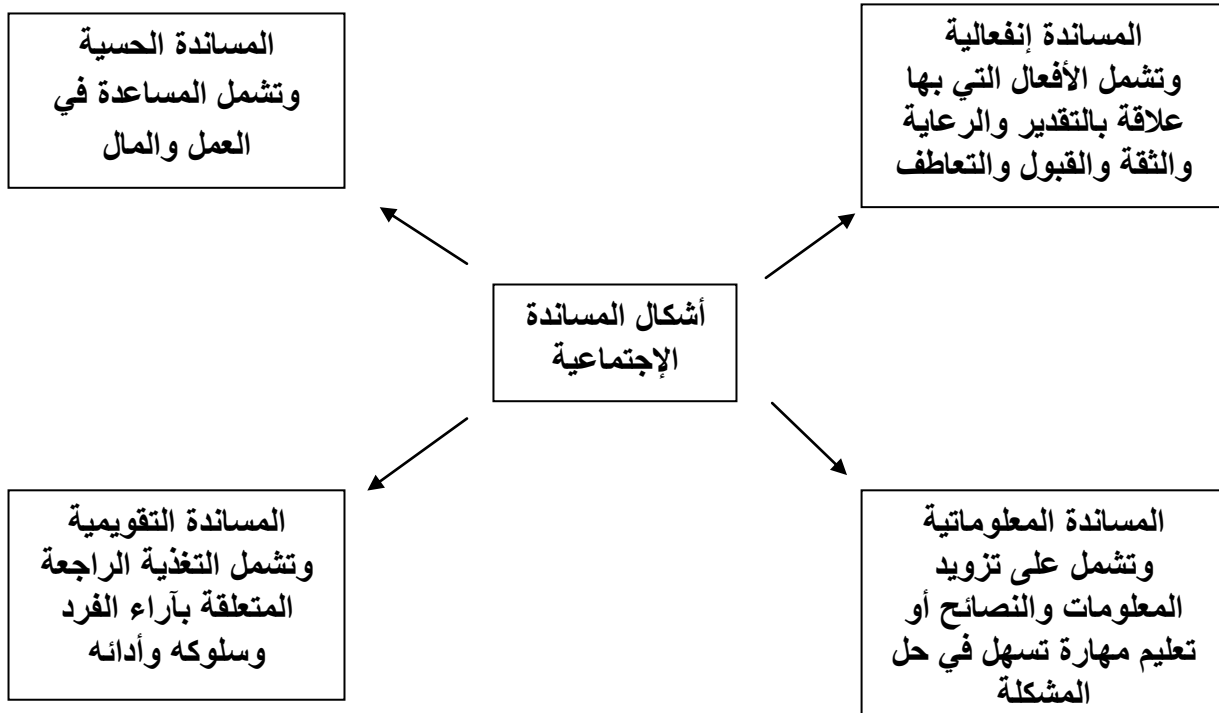 المساندة إنفعالية
وتشمل الأفعال التي بها
علاقة بالتقدير والرعاية
والثقة والقبول والتعاطف
المساندة الحسية
وتشمل المساعدة في
العمل والمال
أشكال المساندة
الإجتماعية
المساندة المعلوماتية
وتشمل على تزويد
المعلومات والنصائح أو
تعليم مهارة تسهل في حل
المشكلة
المساندة التقويمية
وتشمل التغذية الراجعة
المتعلقة بآراء الفرد
وسلوكه وأدائه